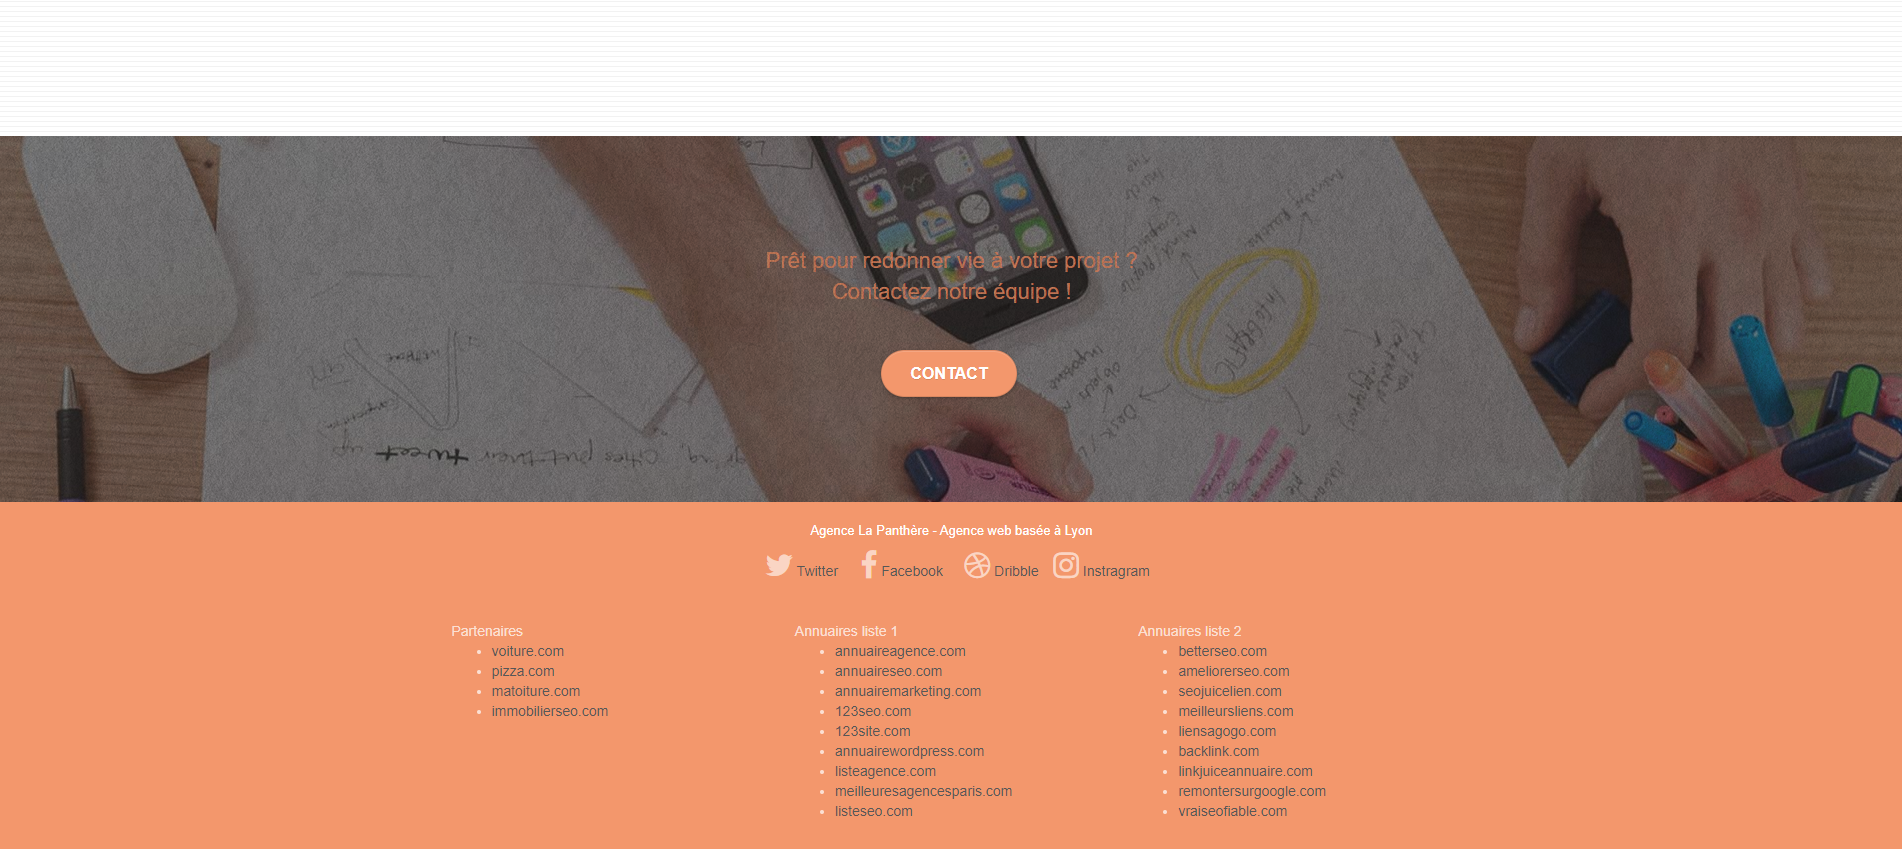 Prêt pour redonner vie à votre projet ?
Contactez notre équipe !
CONTACT
tweet
Agence La Panthère - Agence web basée à Lyon
Twitter Facebook Dribble Instragram
Partenaires
voiture.com
pizza.com
matoiture.com
immobilierseo.com
Annuaires liste 1
annuaireagence.com
annuaireseo.com
annuairemarketing.com
123seo.com
123site.com
annuairewordpress.com
listeagence.com
meilleuresagencesparis.com
listeseo.com
Annuaires liste 2
betterseo.com
ameliorerseo.com
seojuicelien.com
meilleursliens.com
liensagogo.com
backlink.com
linkjuiceannuaire.com
remontersurgoogle.com
vraiseofiable.com